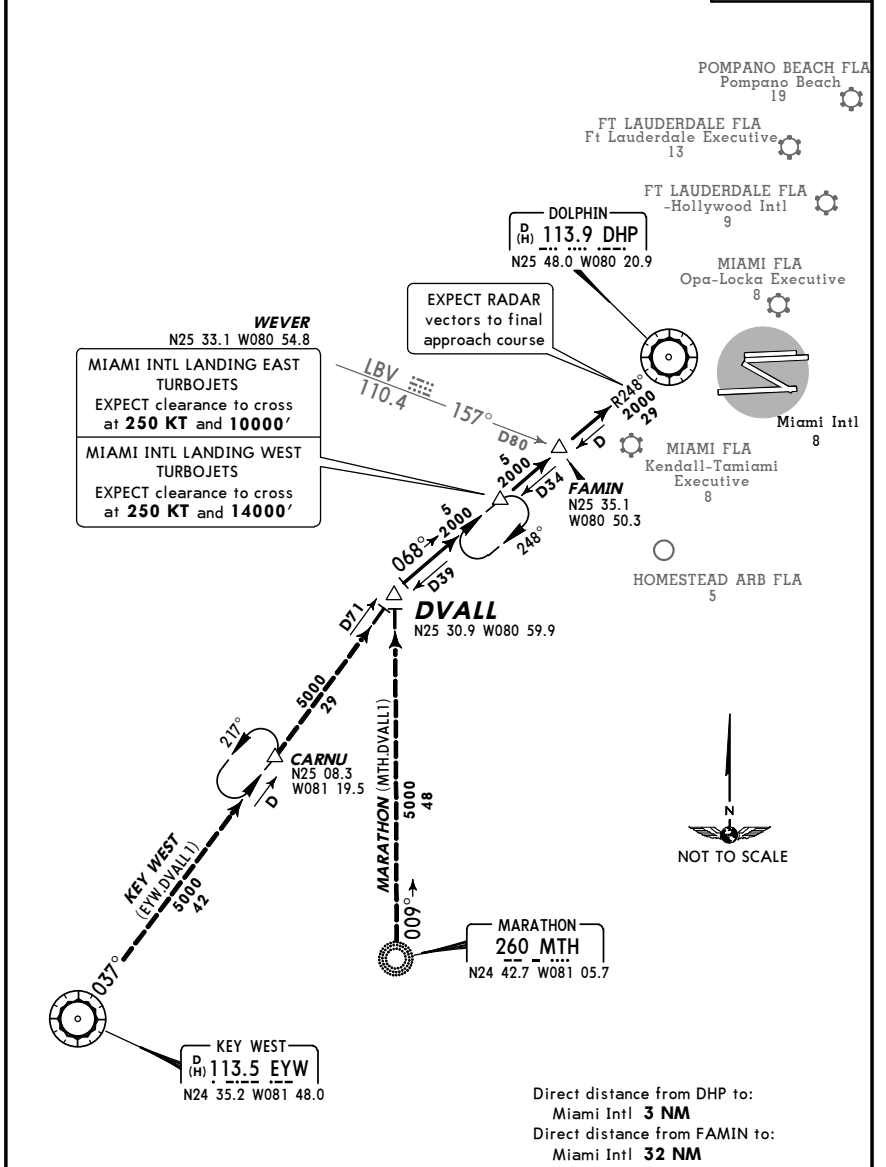 POMPANO BEACH FLA
Pompano Beach
19
FT LAUDERDALE FLA
Ft Lauderdale Executive
13
FT LAUDERDALE FLA
-Hollywood Intl
9
DOLPHIN
D
(H) 113.9 DHP
N25 48.0 W080 20.9
MIAMI FLA
Opa-Locka Executive
8
EXPECT RADAR
vectors to final
approach course
WEVER
N25 33.1 W080 54.8
MIAMI INTL LANDING EAST
TURBOJETS
EXPECT clearance to cross
at 250 KT and 10000'
MIAMI INTL LANDING WEST
TURBOJETS
EXPECT clearance to cross
at 250 KT and 14000'
LBV
110.4
157°
D80
R248°
2000
29
D
Miami Intl
8
MIAMI FLA
Kendall-Tamiami
Executive
8
5
2000
D34
FAMIN
N25 35.1
W080 50.3
068°
5
2000
D39
248°
HOMESTEAD ARB FLA
5
D71
DVALL
N25 30.9 W080 59.9
5000
29
217°
CARNU
N25 08.3
W081 19.5
D
MARATHON (MTH.DVALL1)
5000
48
N
NOT TO SCALE
KEY WEST
(EYW.DVALL1)
5000
42
009°
MARATHON
260 MTH
N24 42.7 W081 05.7
037°
KEY WEST
D
(H) 113.5 EYW
N24 35.2 W081 48.0
Direct distance from DHP to:
Miami Intl 3 NM
Direct distance from FAMIN to:
Miami Intl 32 NM